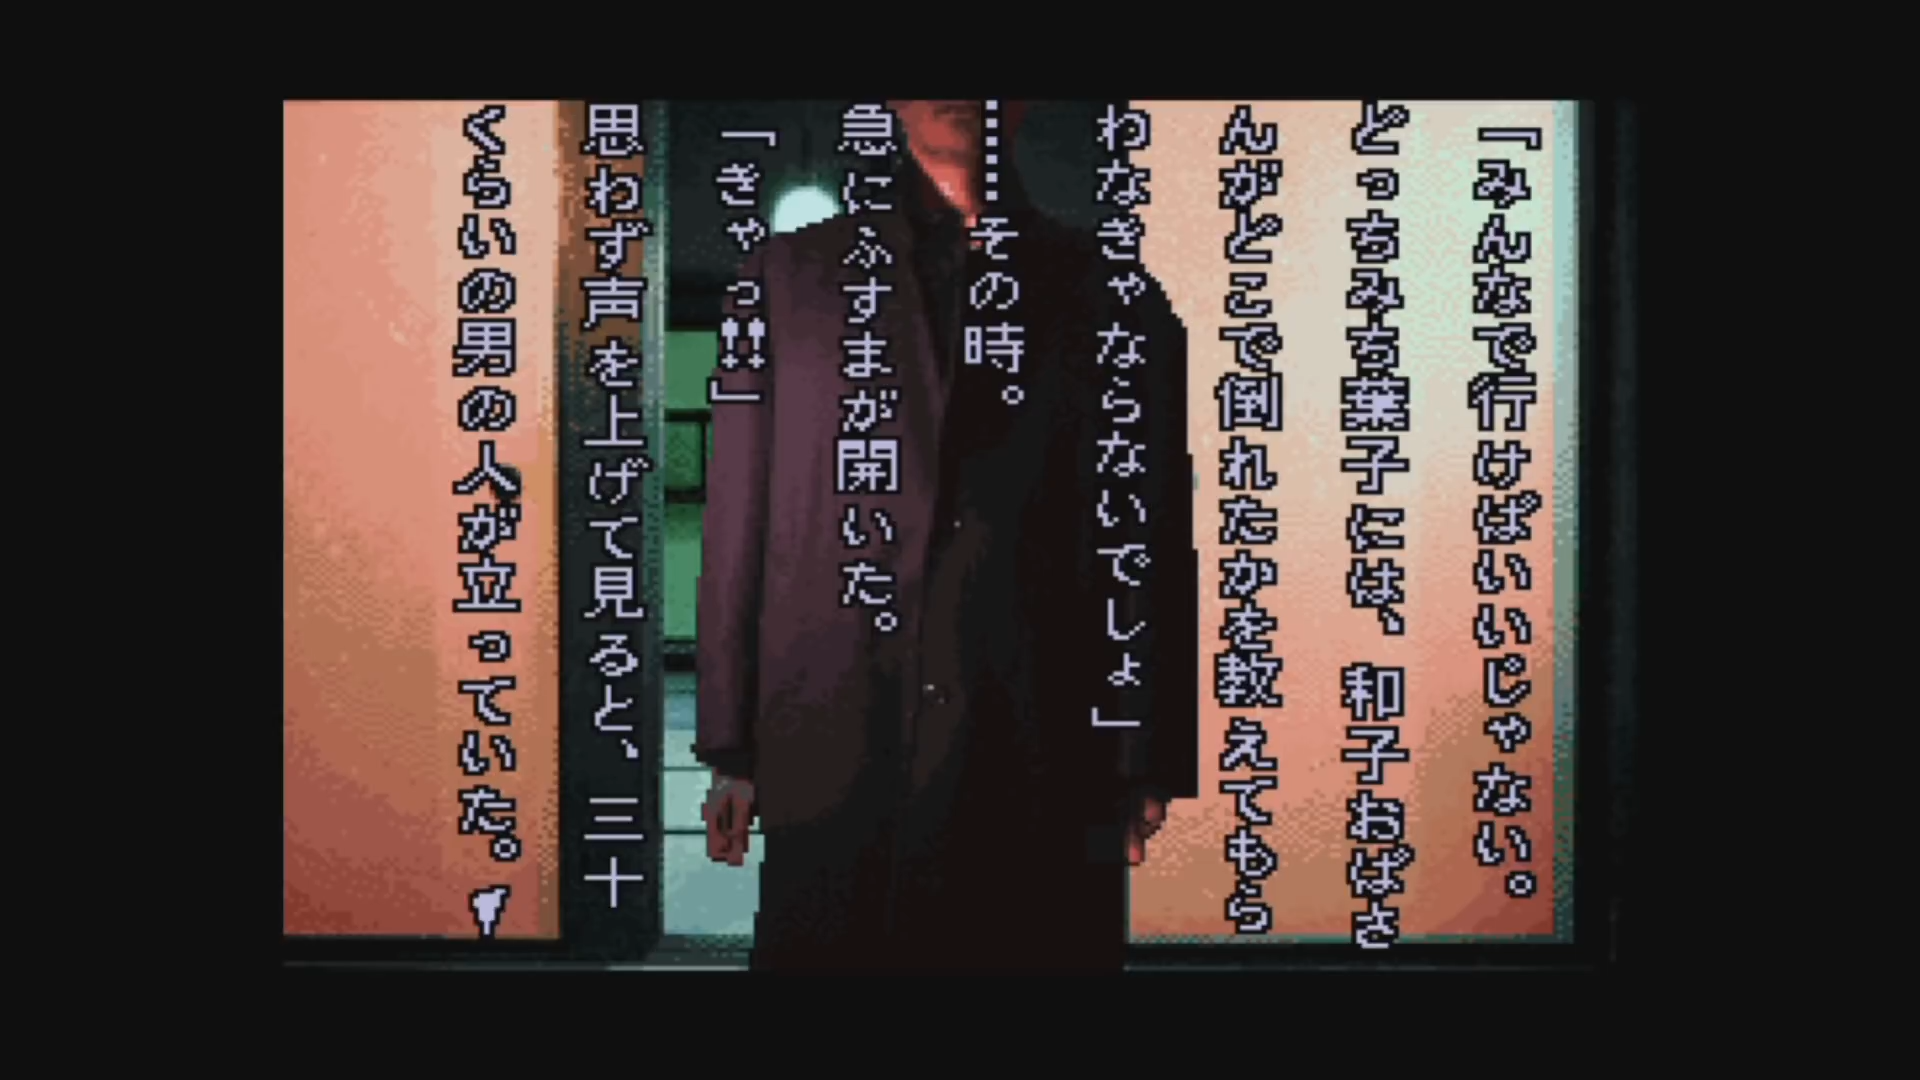 「みんなで行けばいいじゃない。
どっちみち葉子には、和子おばさ
んがどこで倒れたかを教えてもら
わなきゃならないでしょ」
……その時。
急にふすまが開いた。
「きゃっ!!」
思わず声を上げて見ると、三十
くらいの男の人が立っていた。